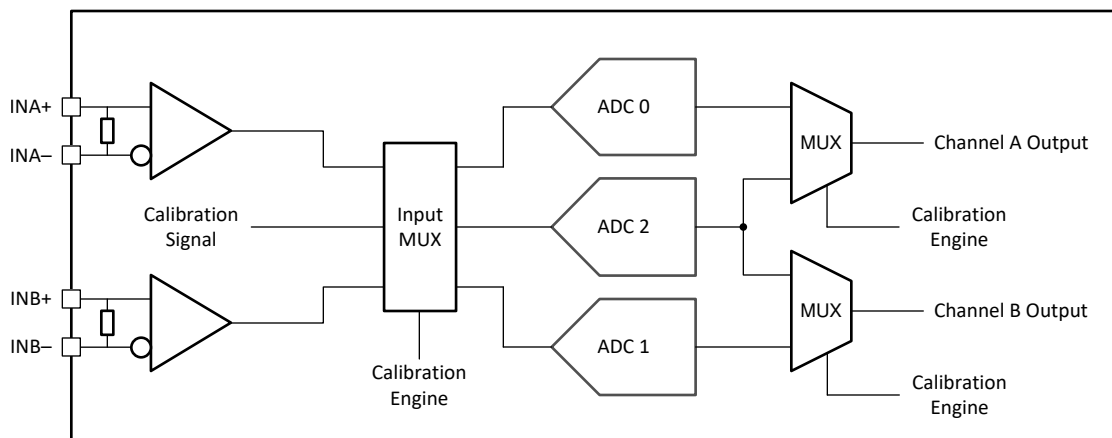 INA+
INA–
ADC 0
MUX
Channel A Output
Calibration
Signal
Input
MUX
ADC 2
Calibration
Engine
INB+
INB–
ADC 1
MUX
Channel B Output
Calibration
Engine
Calibration
Engine